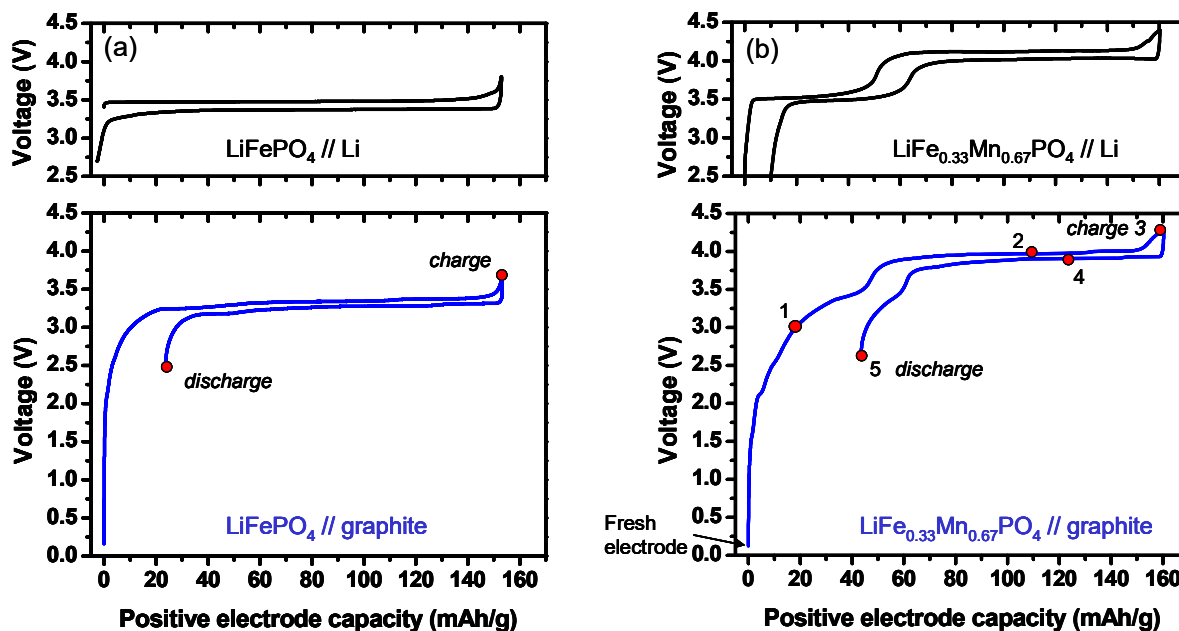 (a)
4.5
4.0
3.5
3.0
2.5
Voltage (V)
LiFePO₄ // Li
4.5
4.0
3.5
3.0
2.5
2.0
1.5
1.0
0.5
0.0
Voltage (V)
charge
discharge
LiFePO₄ // graphite
0 20 40 60 80 100 120 140 160
Positive electrode capacity (mAh/g)
(b)
4.5
4.0
3.5
3.0
2.5
Voltage (V)
LiFe₀.₃₃Mn₀.₆₇PO₄ // Li
4.5
4.0
3.5
3.0
2.5
2.0
1.5
1.0
0.5
0.0
Voltage (V)
1
2
charge 3
4
5 discharge
Fresh
electrode
LiFe₀.₃₃Mn₀.₆₇PO₄ // graphite
0 20 40 60 80 100 120 140 160
Positive electrode capacity (mAh/g)